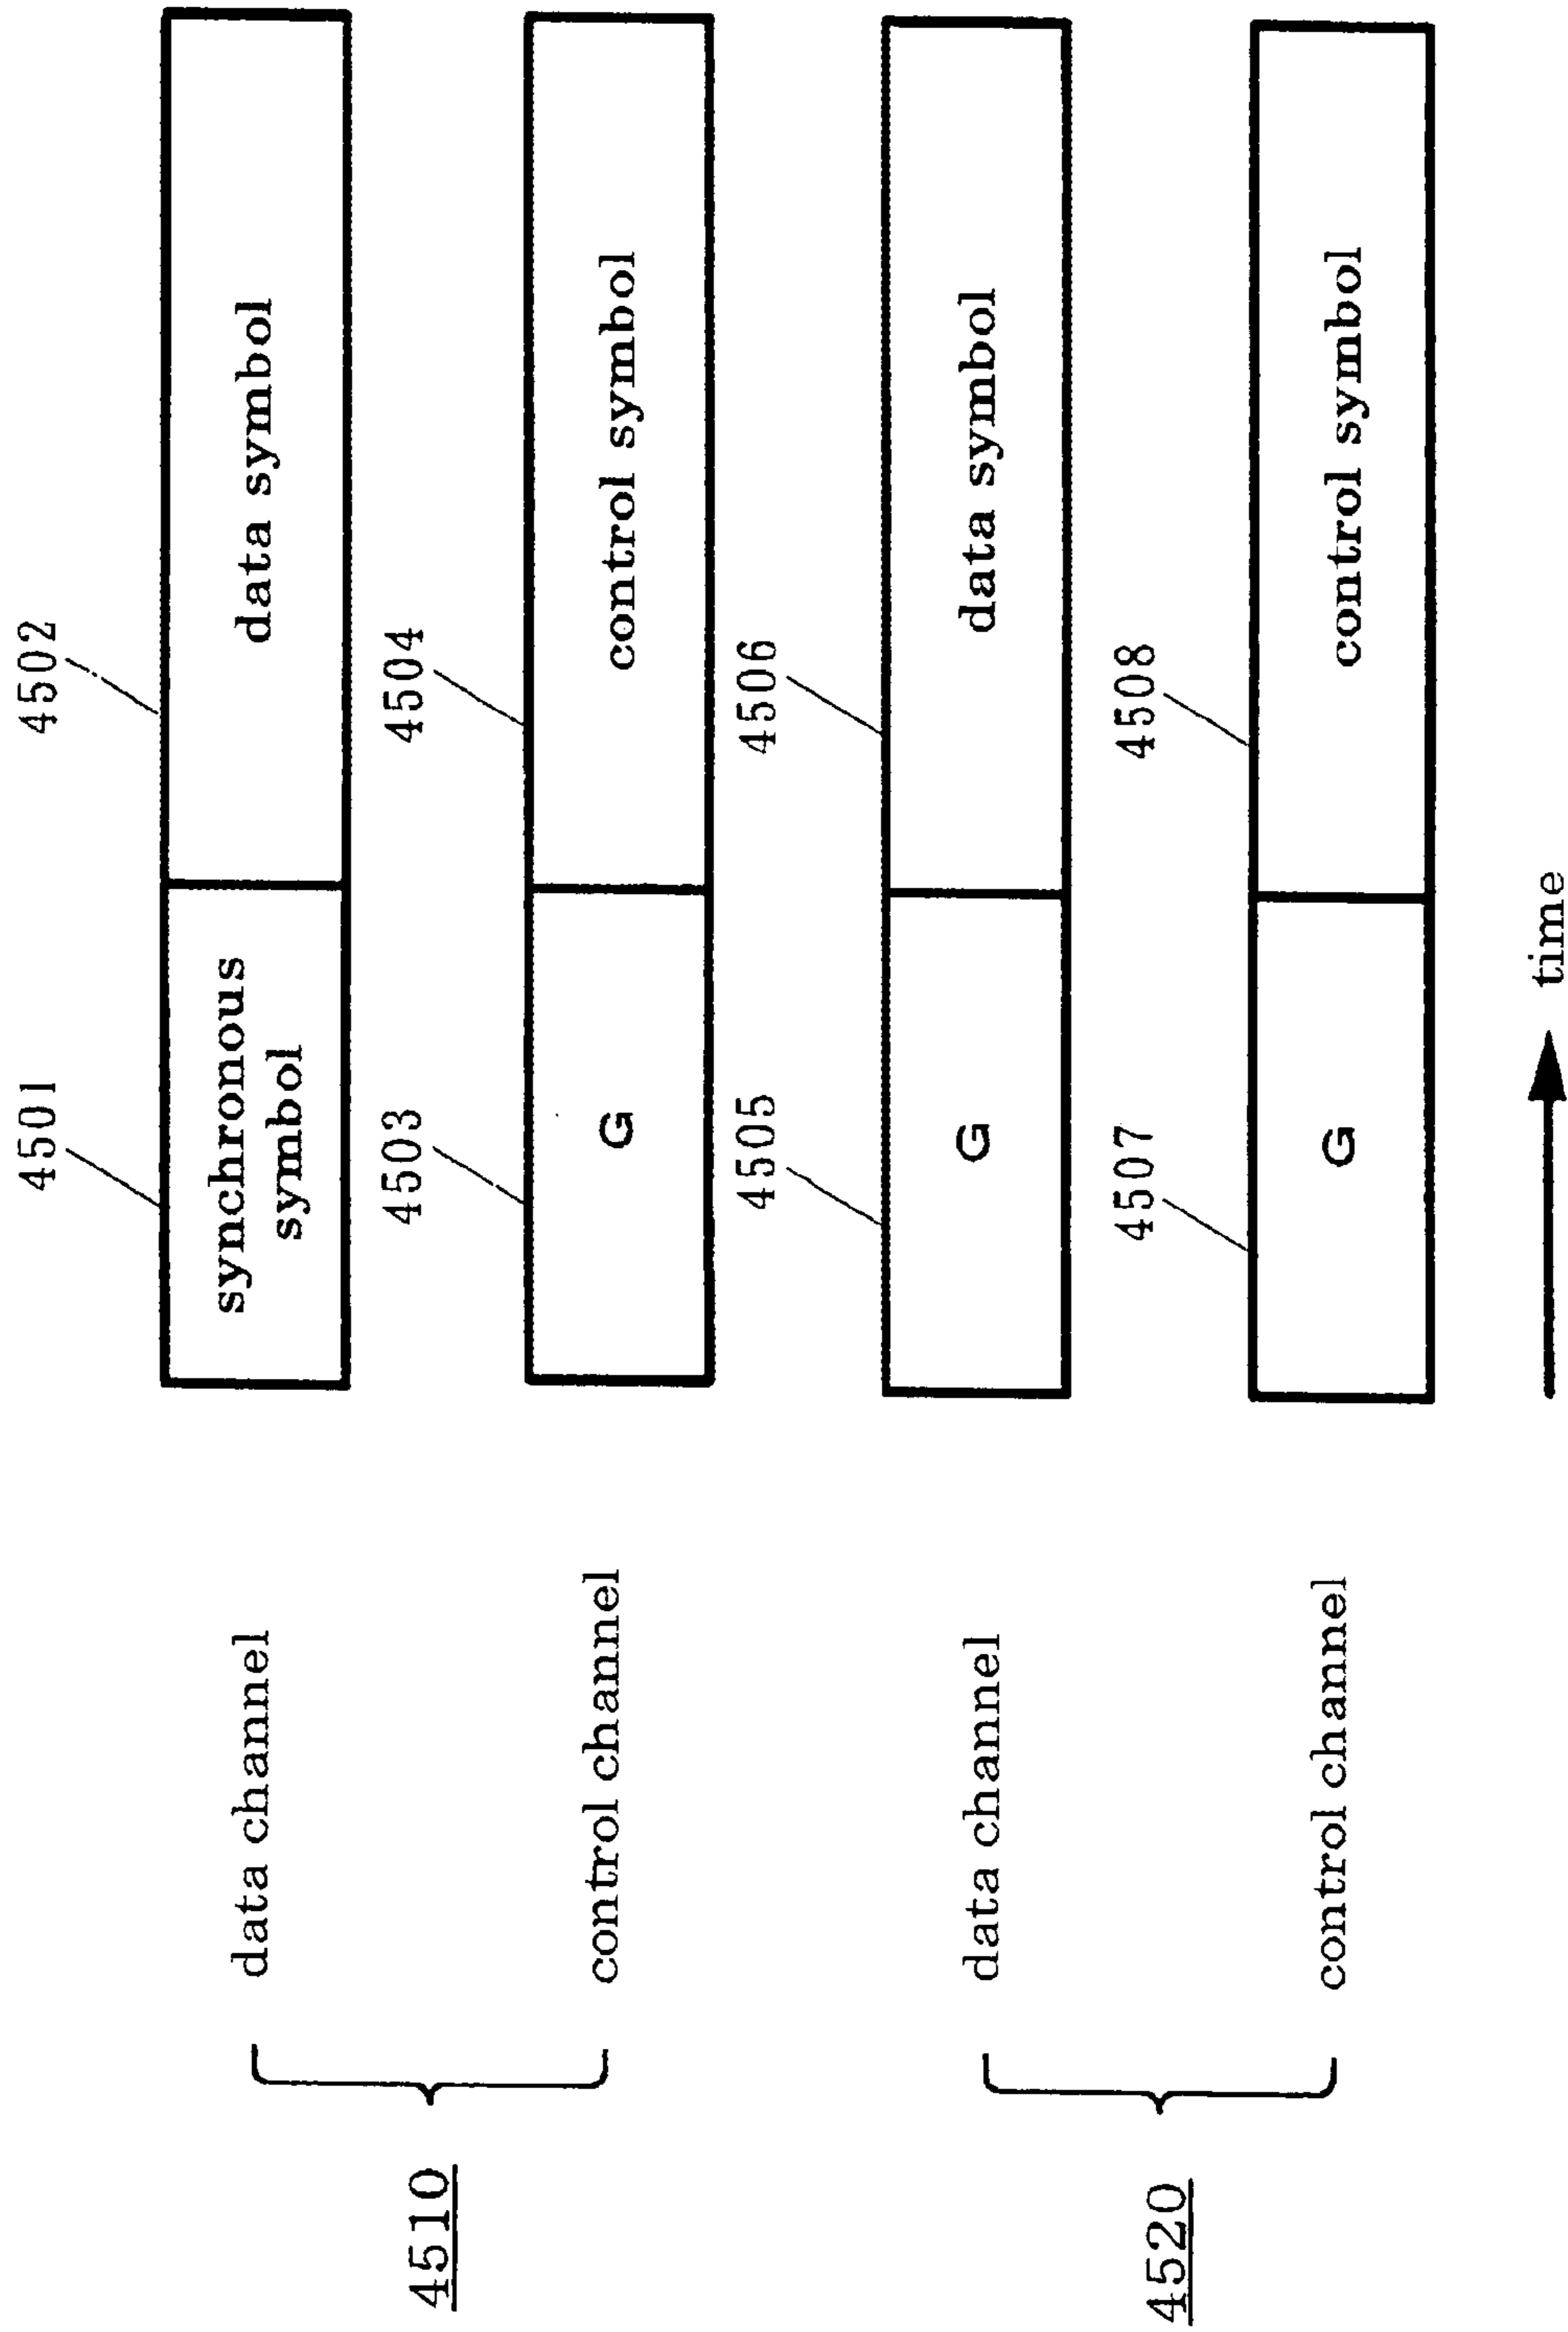 4510
data channel
4501
synchronous
symbol
4502
data symbol
control channel
4503
G
4504
control symbol
4520
data channel
4505
G
4506
data symbol
control channel
4507
G
4508
control symbol
time